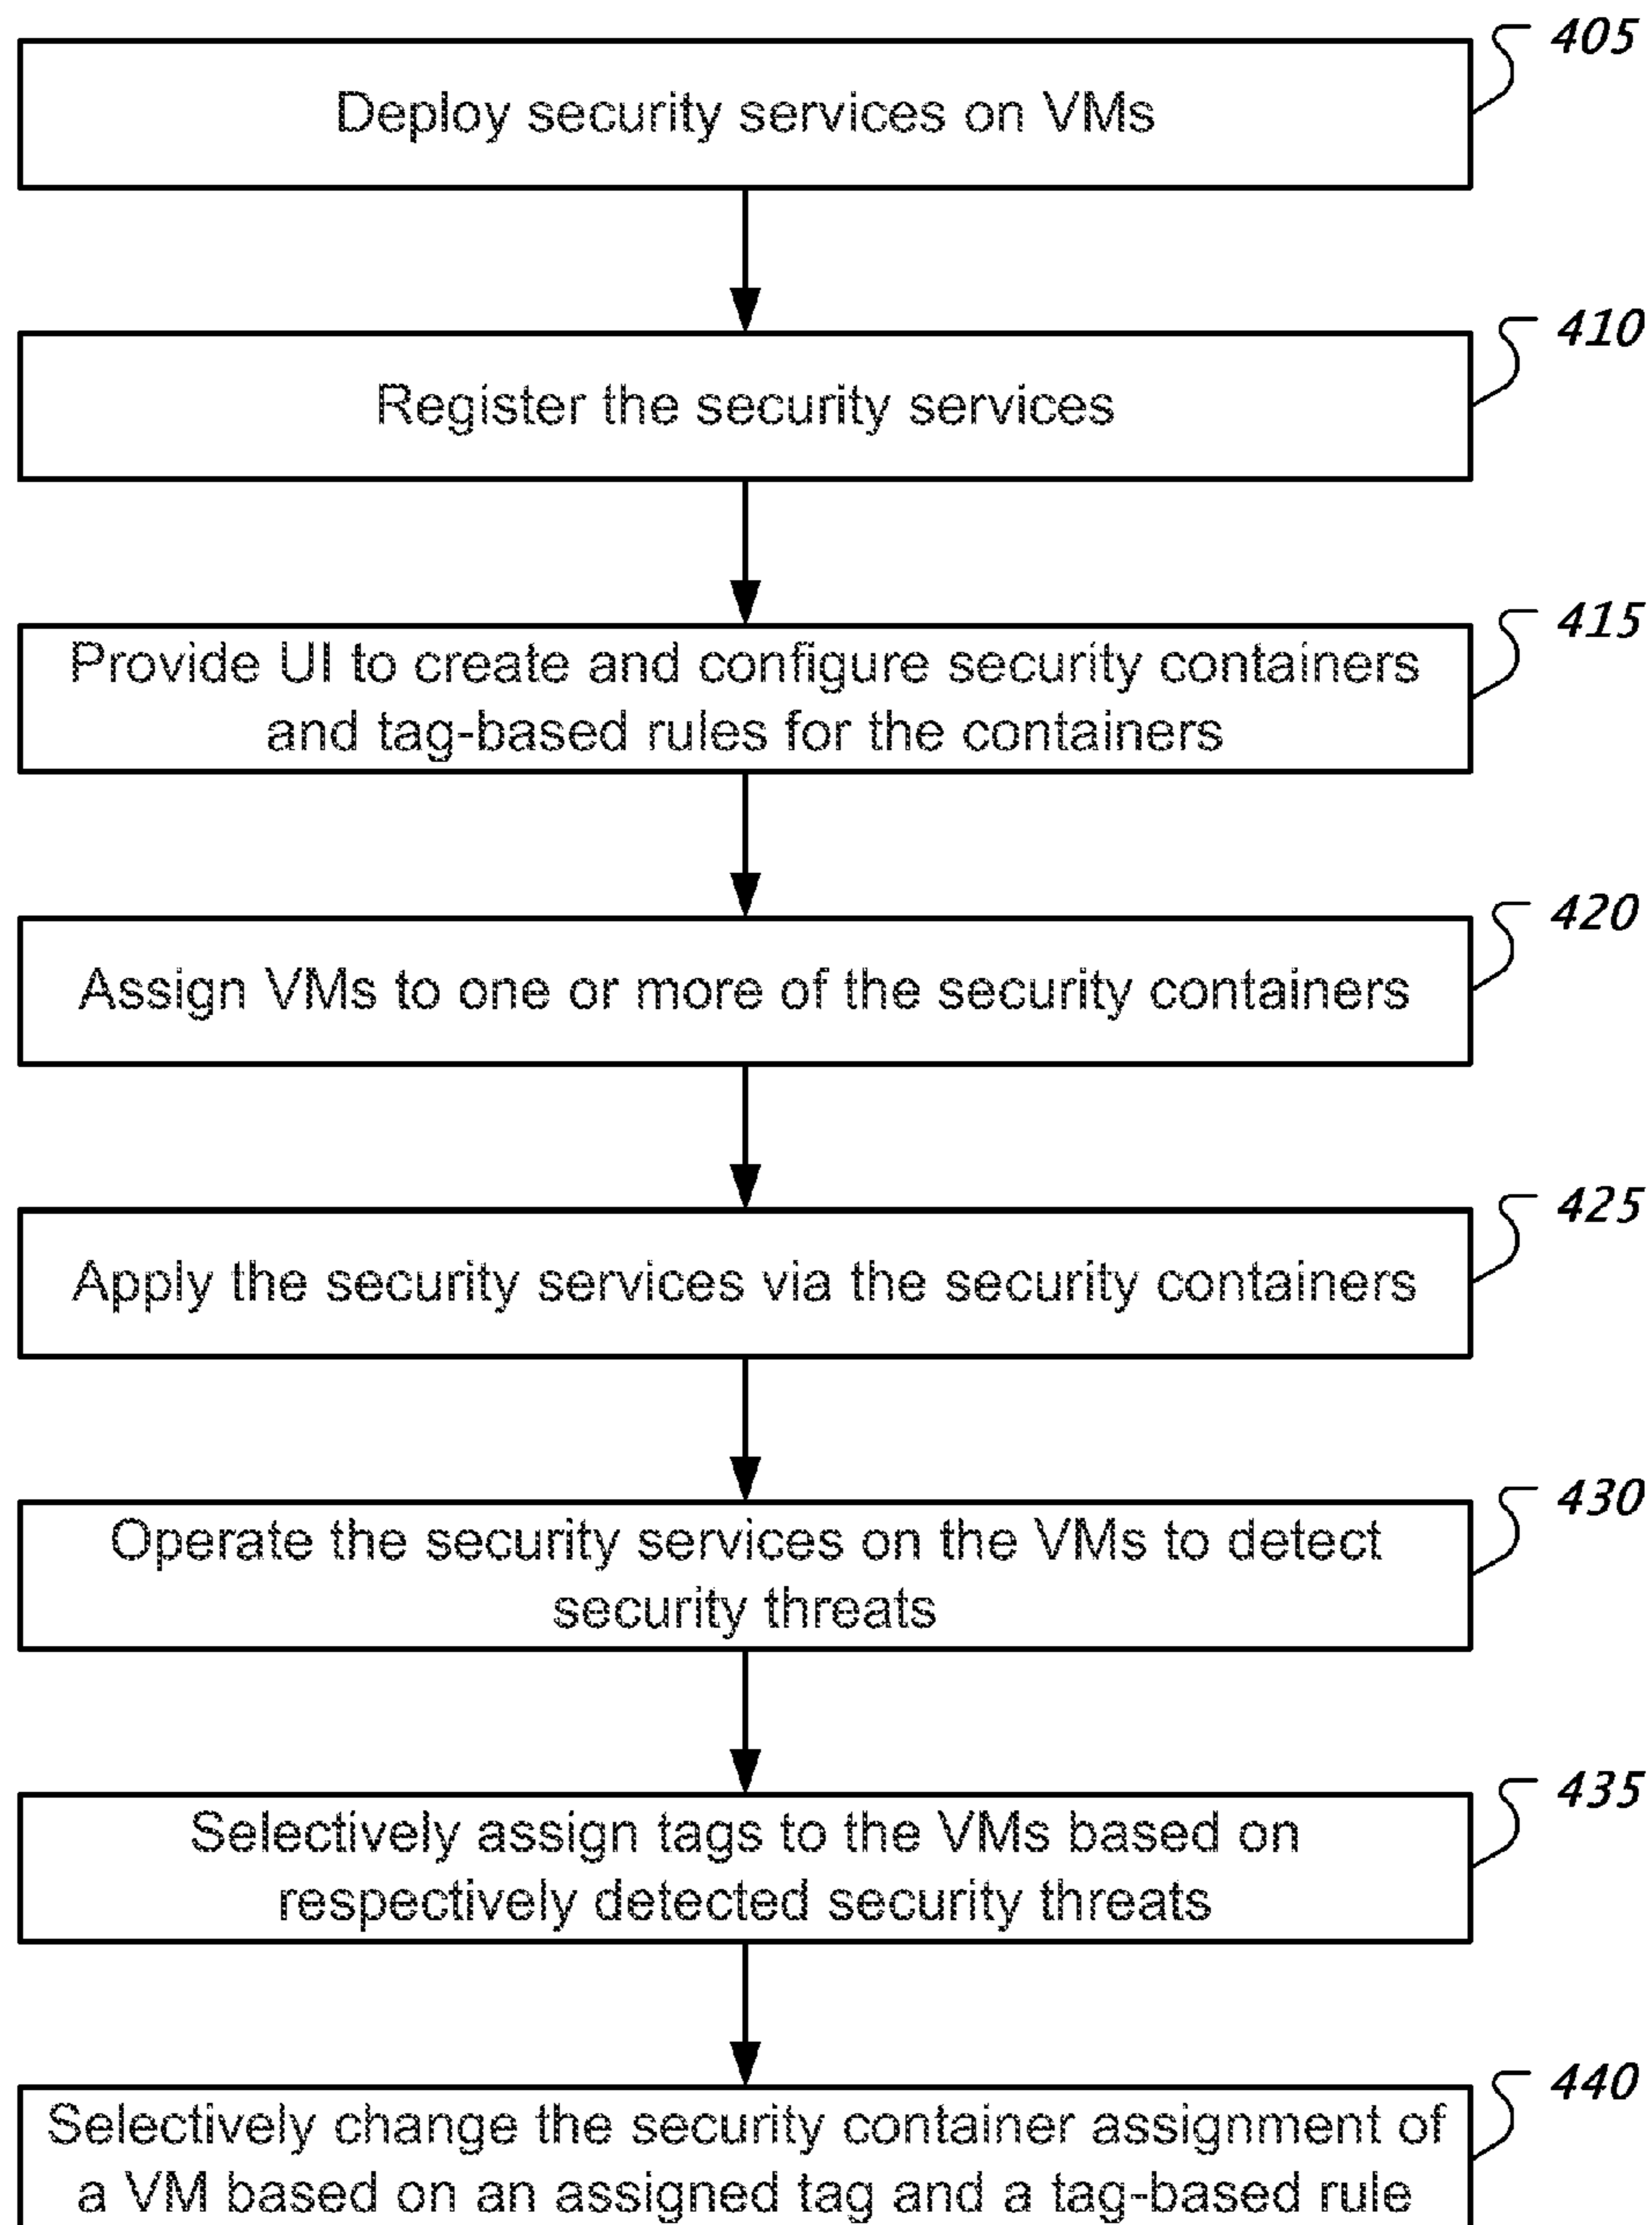 405
Deploy security services on VMs
410
Register the security services
415
Provide UI to create and configure security containers
and tag-based rules for the containers
420
Assign VMs to one or more of the security containers
425
Apply the security services via the security containers
430
Operate the security services on the VMs to detect
security threats
435
Selectively assign tags to the VMs based on
respectively detected security threats
440
Selectively change the security container assignment of
a VM based on an assigned tag and a tag-based rule